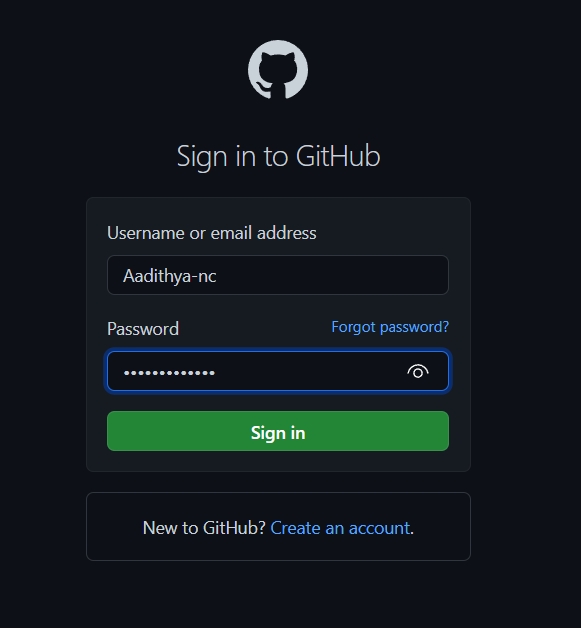 Sign in to GitHub
Username or email address
Aadithya-nc
Password Forgot password?
•••••••••••••
Sign in
New to GitHub? Create an account.